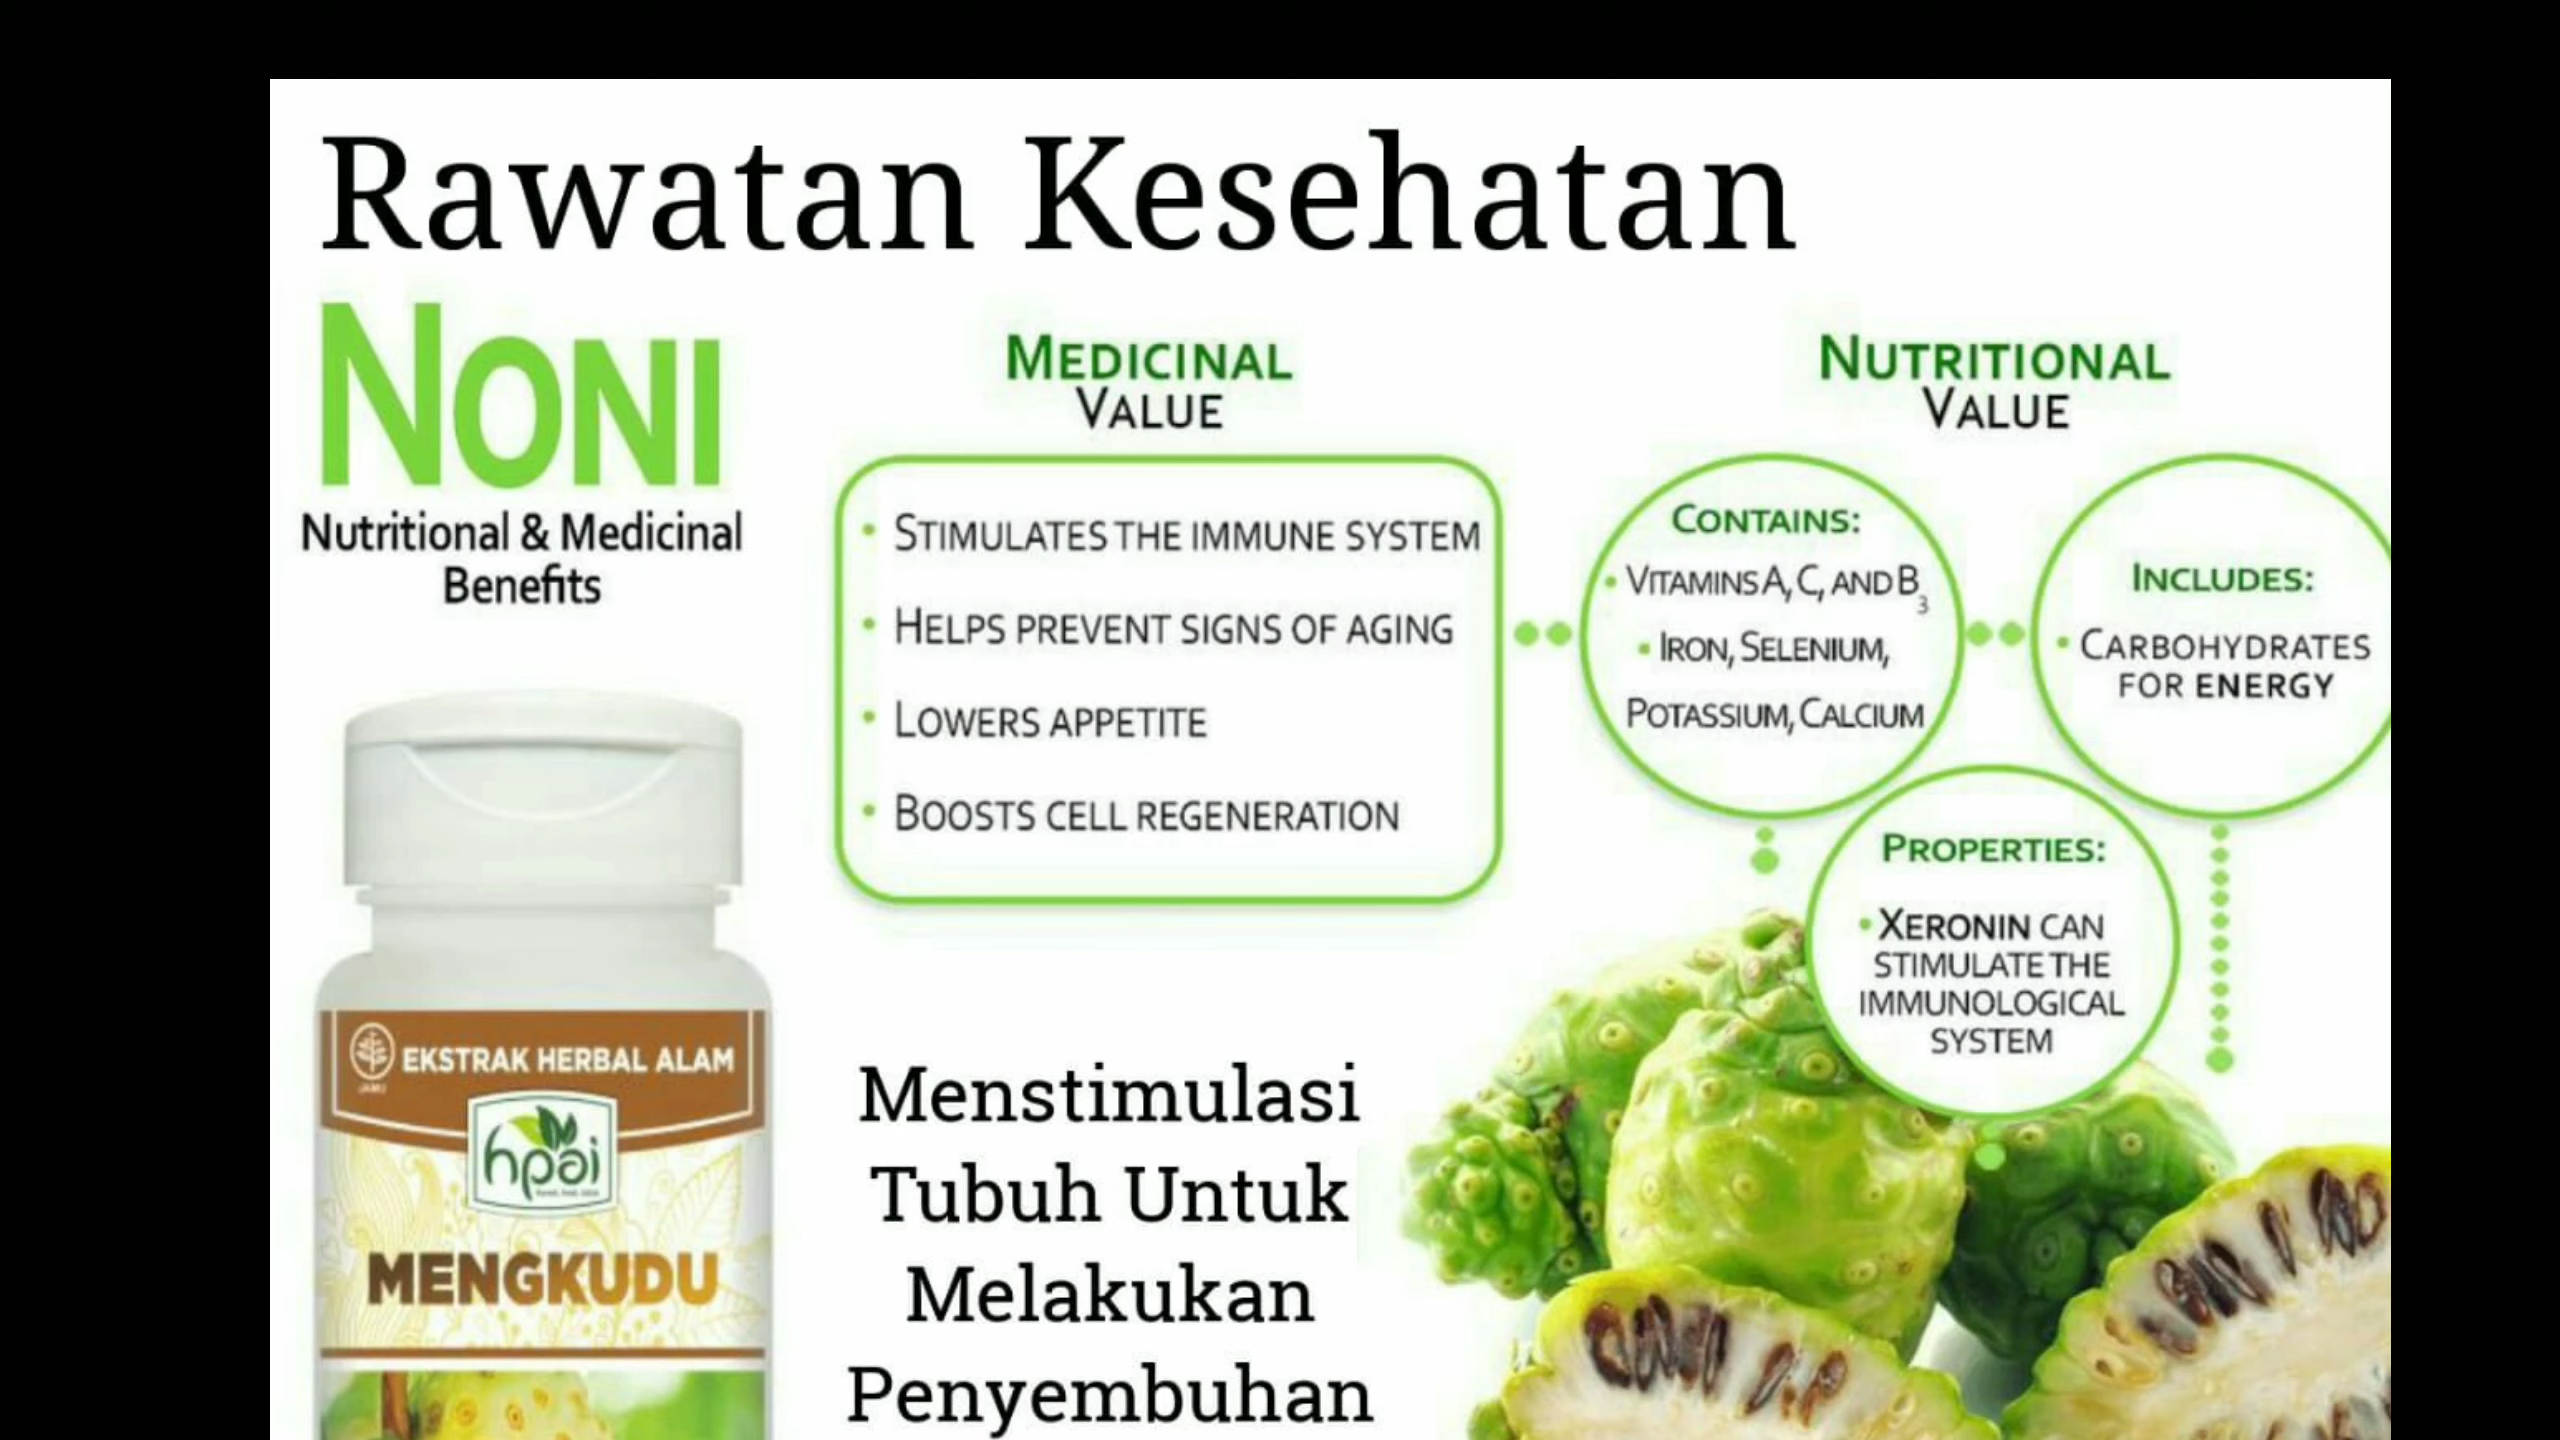 Rawatan Kesehatan
NONI
Nutritional & Medicinal
Benefits
MEDICINAL
VALUE
• STIMULATES THE IMMUNE SYSTEM
• HELPS PREVENT SIGNS OF AGING
• LOWERS APPETITE
• BOOSTS CELL REGENERATION
NUTRITIONAL
VALUE
CONTAINS:
• VITAMINS A, C, AND B3
• IRON, SELENIUM,
POTASSIUM, CALCIUM
INCLUDES:
• CARBOHYDRATES
FOR ENERGY
PROPERTIES:
• XERONIN CAN
STIMULATE THE
IMMUNOLOGICAL
SYSTEM
EKSTRAK HERBAL ALAM
JAMU
hpai
MENGKUDU
Menstimulasi
Tubuh Untuk
Melakukan
Penyembuhan